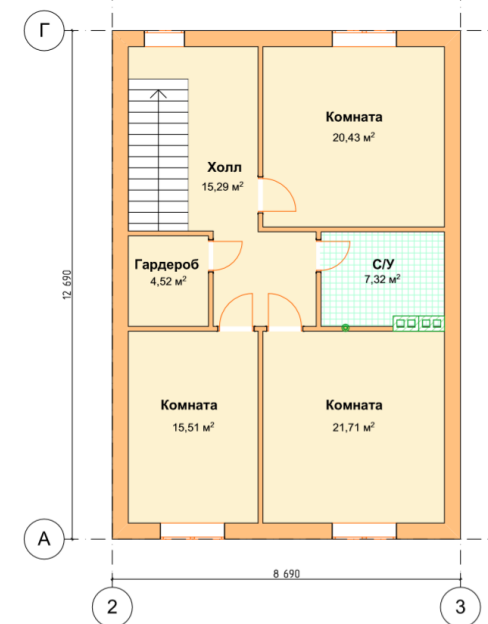 Г
Комната
20,43 м²
Холл
15,29 м²
Гардероб
4,52 м²
С/У
7,32 м²
12 690
Комната
15,51 м²
Комната
21,71 м²
А
8 690
2
3